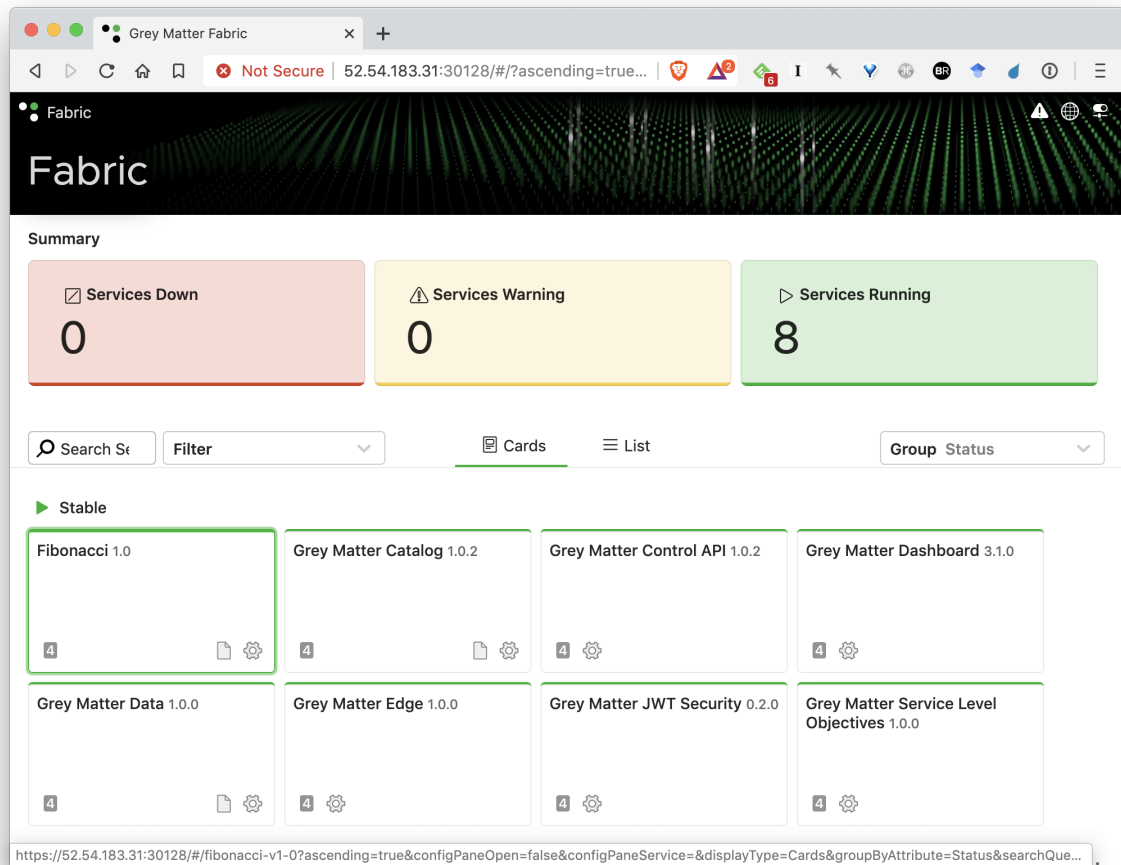 Grey Matter Fabric
Not Secure 52.54.183.31:30128/#/?ascending=true... 2 6 I BR
Fabric
Fabric
Summary
Services Down
0
Services Warning
0
Services Running
8
Search Se
Filter
Cards
List
Group Status
Stable
Fibonacci 1.0
4
Grey Matter Catalog 1.0.2
4
Grey Matter Control API 1.0.2
4
Grey Matter Dashboard 3.1.0
4
Grey Matter Data 1.0.0
4
Grey Matter Edge 1.0.0
4
Grey Matter JWT Security 0.2.0
4
Grey Matter Service Level
Objectives 1.0.0
4
https://52.54.183.31:30128/#/fibonacci-v1-0?ascending=true&configPaneOpen=false&configPaneService=&displayType=Cards&groupByAttribute=Status&searchQue...